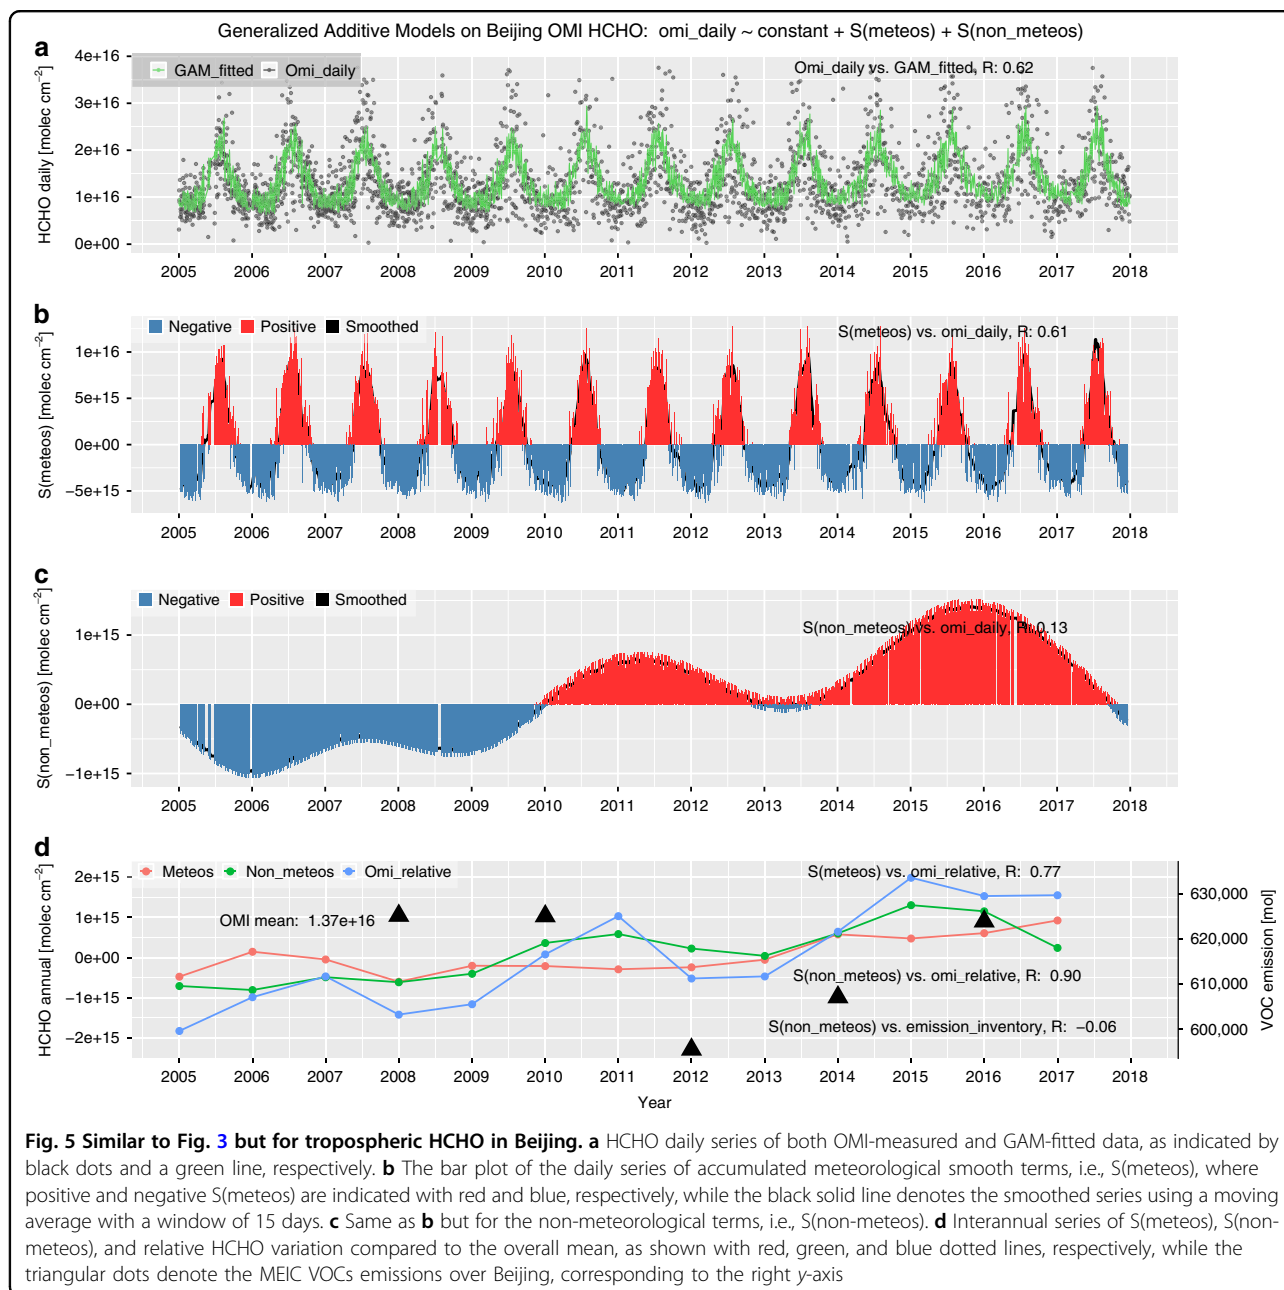 Generalized Additive Models on Beijing OMI HCHO: omi_daily ~ constant + S(meteos) + S(non_meteos)
a
HCHO daily [molec cm−2]
4e+16
3e+16
2e+16
1e+16
0e+00
GAM_fitted Omi_daily
Omi_daily vs. GAM_fitted, R: 0.62
2005 2006 2007 2008 2009 2010 2011 2012 2013 2014 2015 2016 2017 2018
b
S(meteos) [molec cm−2]
1e+16
5e+15
0e+00
−5e+15
Negative Positive Smoothed
S(meteos) vs. omi_daily, R: 0.61
2005 2006 2007 2008 2009 2010 2011 2012 2013 2014 2015 2016 2017 2018
c
S(non_meteos) [molec cm−2]
1e+15
0e+00
−1e+15
Negative Positive Smoothed
S(non_meteos) vs. omi_daily, R: 0.13
2005 2006 2007 2008 2009 2010 2011 2012 2013 2014 2015 2016 2017 2018
d
HCHO annual [molec cm−2]
2e+15
1e+15
0e+00
−1e+15
−2e+15
Meteos Non_meteos Omi_relative
OMI mean: 1.37e+16
S(meteos) vs. omi_relative, R: 0.77
S(non_meteos) vs. omi_relative, R: 0.90
S(non_meteos) vs. emission_inventory, R: −0.06
630,000
620,000
610,000
600,000
VOC emission [mol]
2005 2006 2007 2008 2009 2010 2011 2012 2013 2014 2015 2016 2017 2018
Year
Fig. 5 Similar to Fig. 3 but for tropospheric HCHO in Beijing. a HCHO daily series of both OMI-measured and GAM-fitted data, as indicated by
black dots and a green line, respectively. b The bar plot of the daily series of accumulated meteorological smooth terms, i.e., S(meteos), where
positive and negative S(meteos) are indicated with red and blue, respectively, while the black solid line denotes the smoothed series using a moving
average with a window of 15 days. c Same as b but for the non-meteorological terms, i.e., S(non-meteos). d Interannual series of S(meteos), S(non-
meteos), and relative HCHO variation compared to the overall mean, as shown with red, green, and blue dotted lines, respectively, while the
triangular dots denote the MEIC VOCs emissions over Beijing, corresponding to the right y-axis